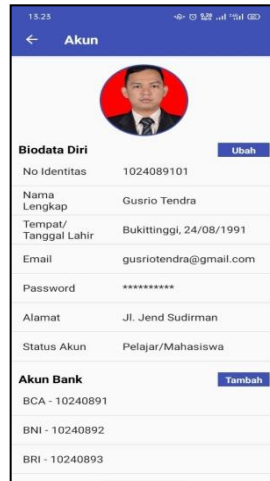 13.23
Akun
Biodata Diri Ubah
No Identitas 1024089101
Nama
Lengkap Gusrio Tendra
Tempat/
Tanggal Lahir Bukittinggi, 24/08/1991
Email gusriotendra@gmail.com
Password **********
Alamat Jl. Jend Sudirman
Status Akun Pelajar/Mahasiswa
Akun Bank Tambah
BCA - 10240891
BNI - 10240892
BRI - 10240893